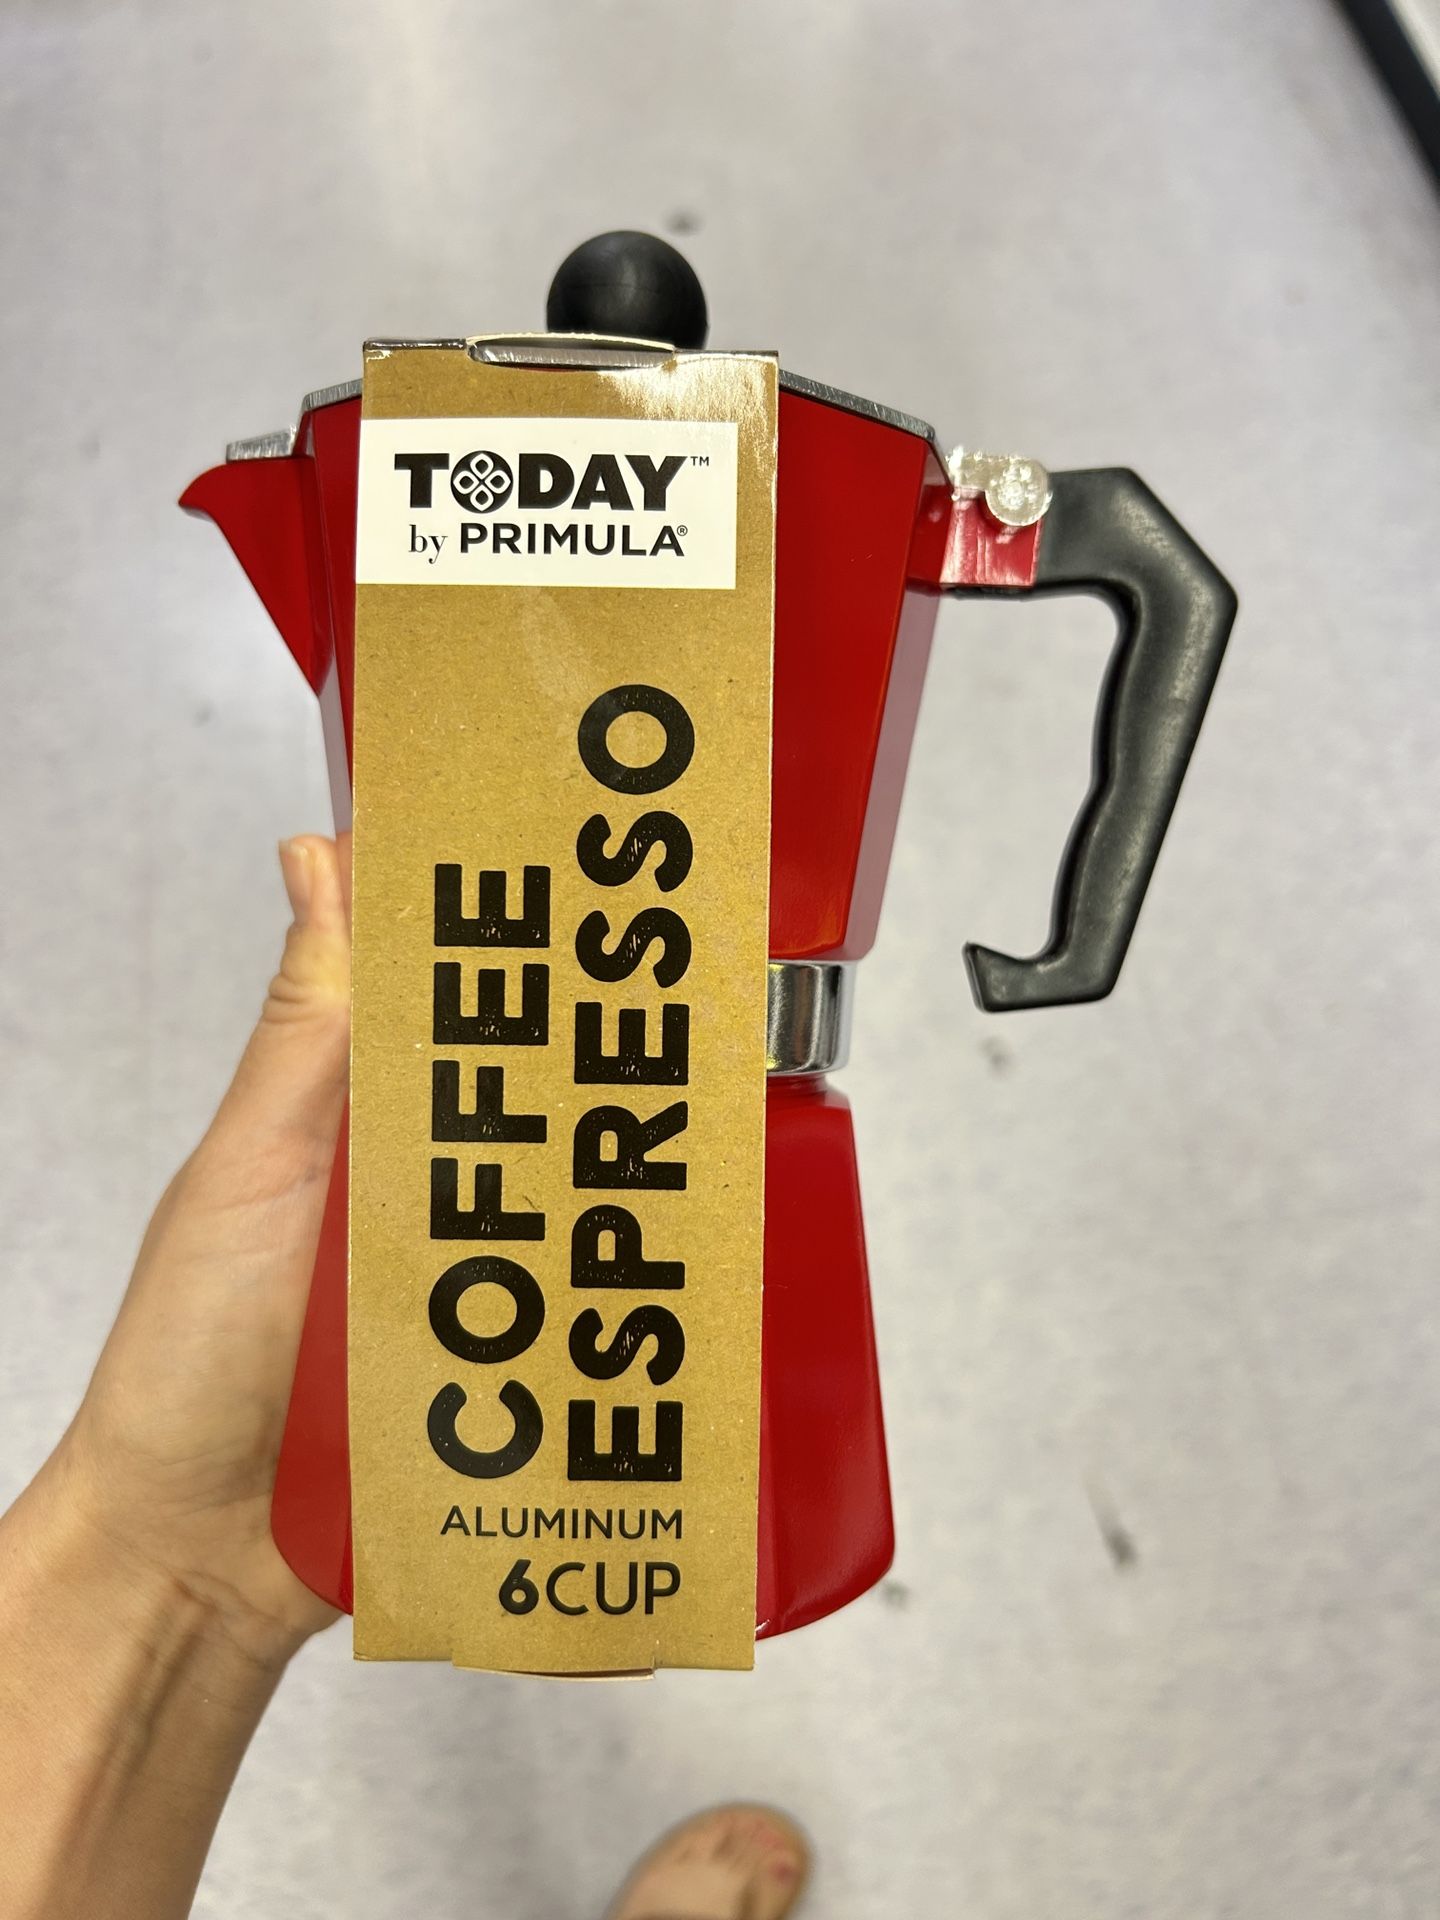 TODAY™
by PRIMULA®
COFFEE
ESPRESSO
ALUMINUM
6CUP